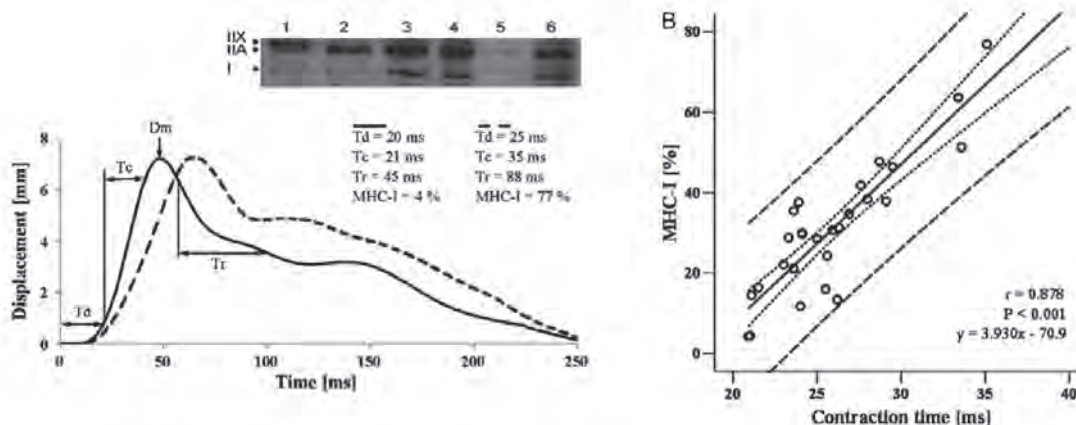 1 2 3 4 5 6
IIX
IIA
I
Dm
Td = 20 ms
Tc = 21 ms
Tr = 45 ms
MHC-I = 4 %
Td = 25 ms
Tc = 35 ms
Tr = 88 ms
MHC-I = 77 %
Tc
Tr
Td
Displacement [mm]
8
6
4
2
0
0 50 100 150 200 250
Time [ms]
B
MHC-I [%]
80
60
40
20
0
r = 0.878
P < 0.001
y = 3.930x - 70.9
20 25 30 35 40
Contraction time [ms]